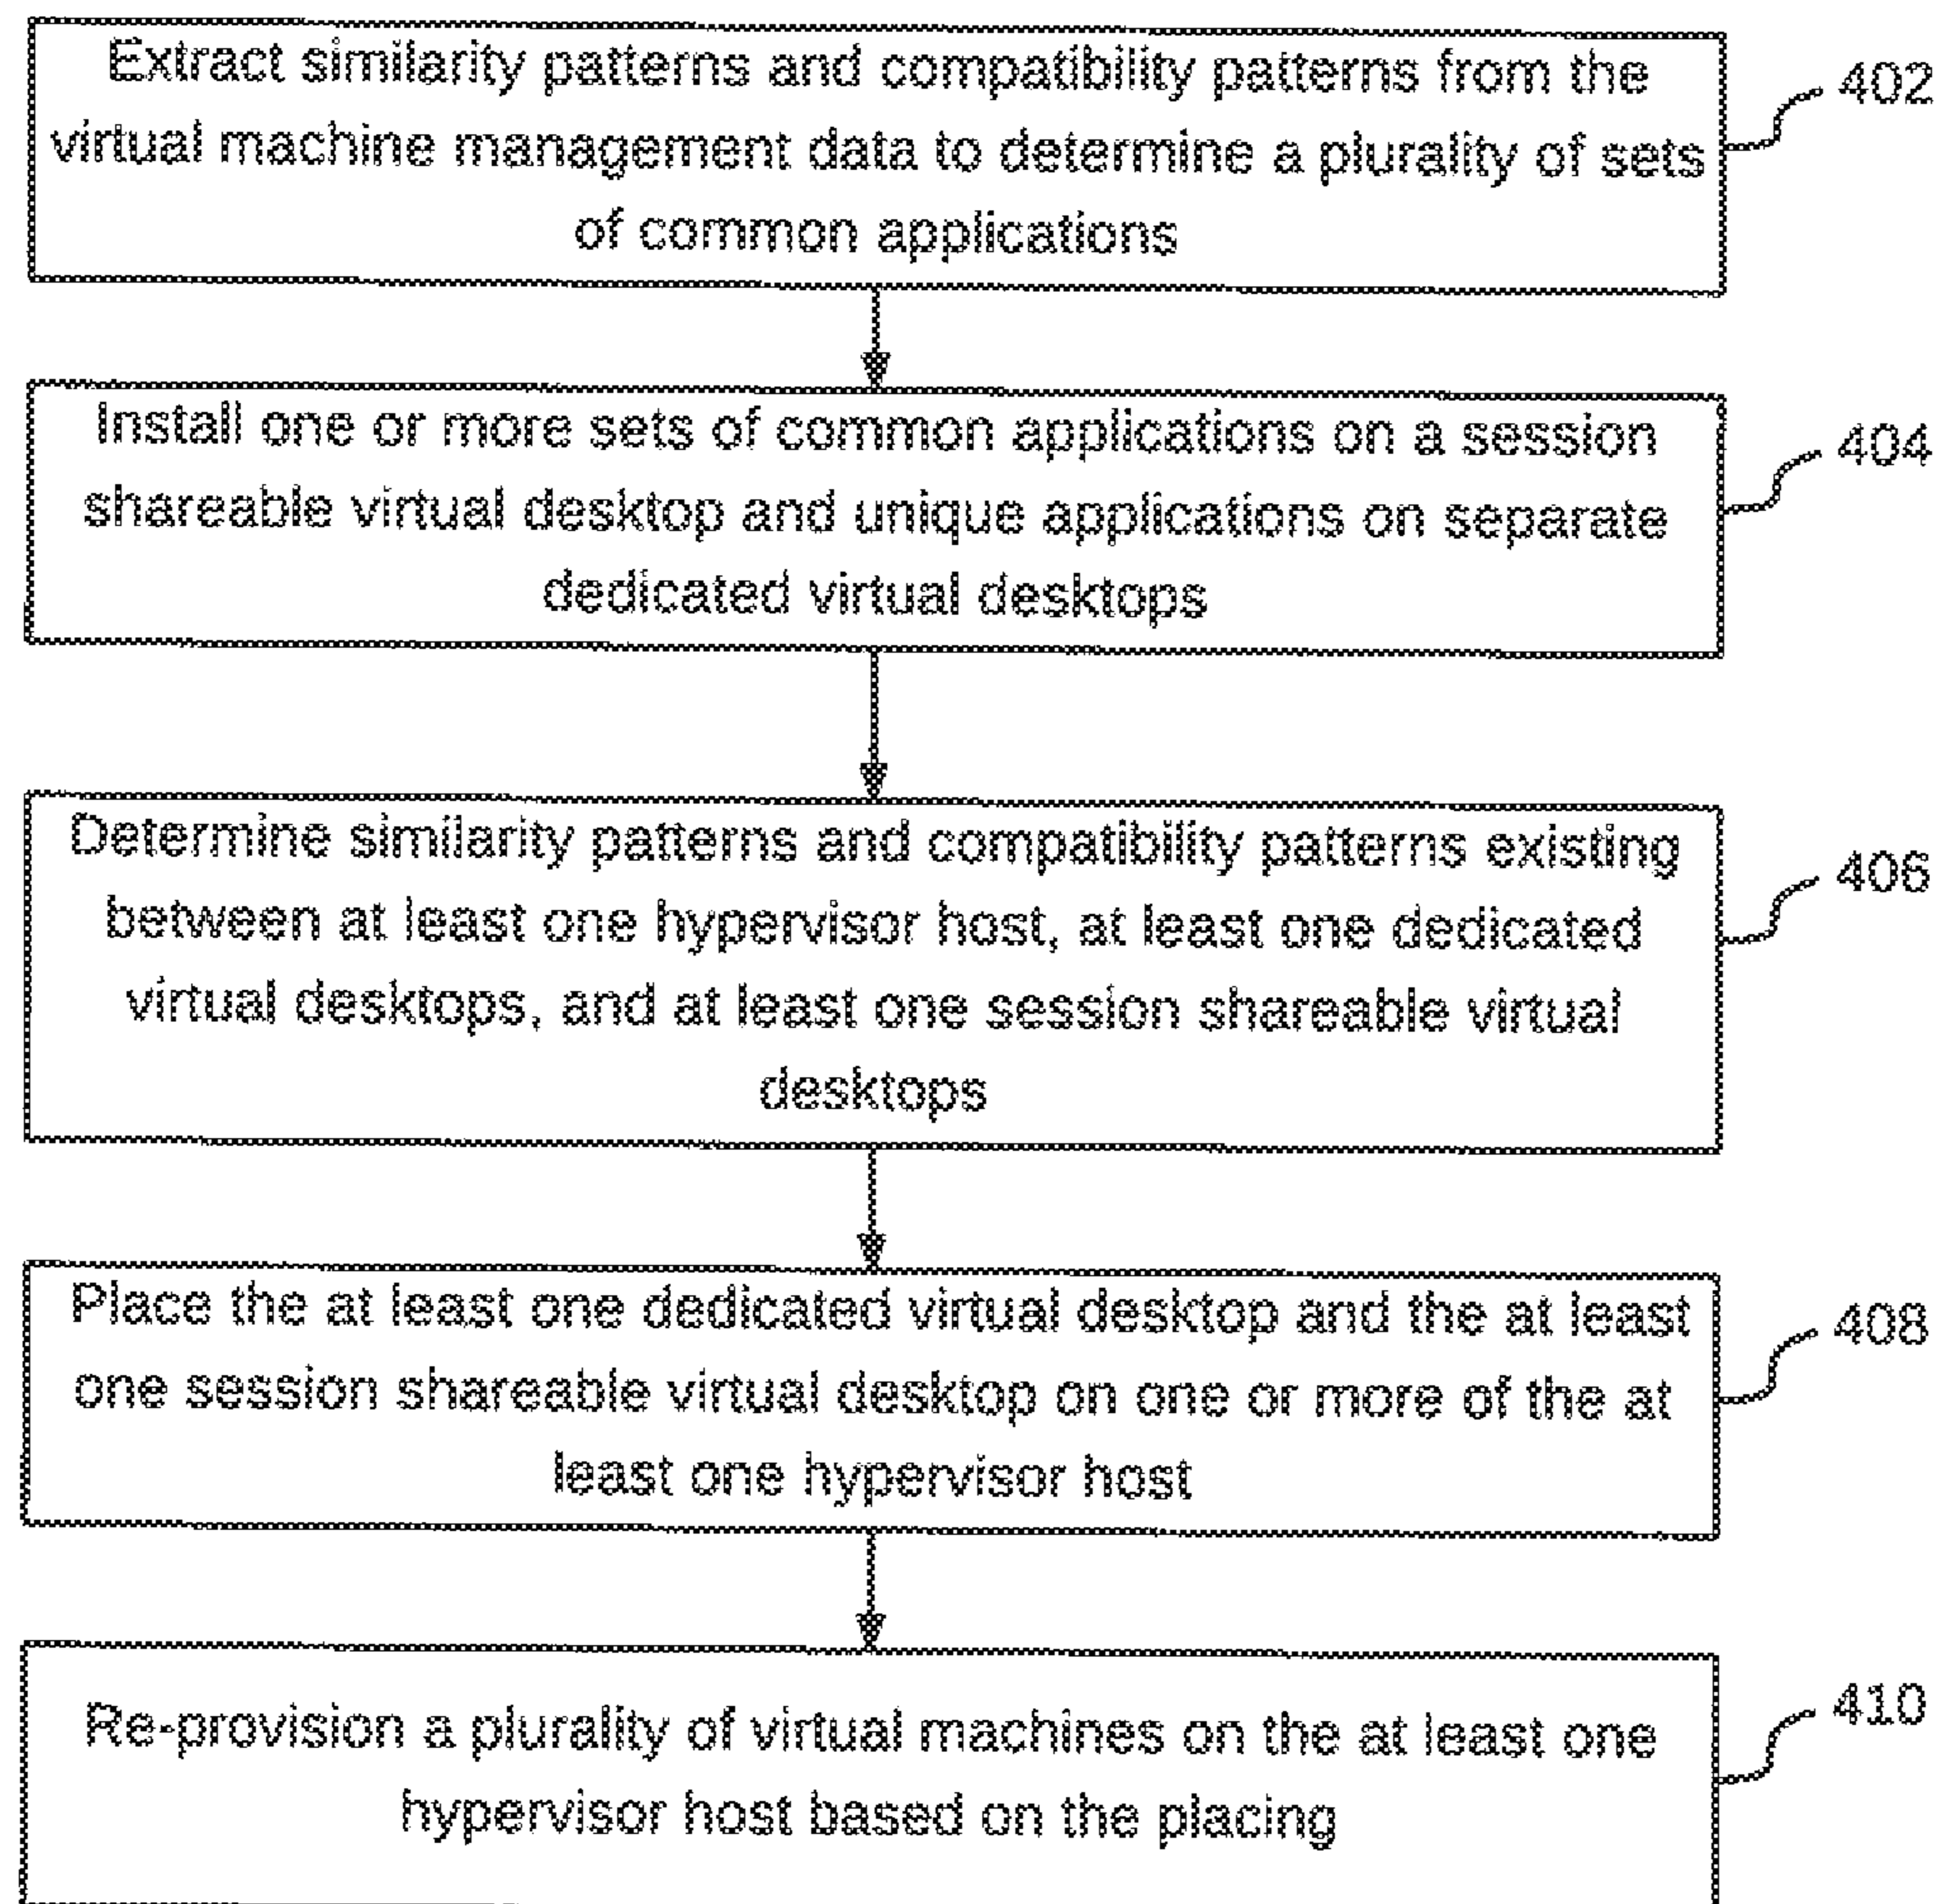 Extract similarity patterns and compatibility patterns from the
virtual machine management data to determine a plurality of sets
of common applications
402
Install one or more sets of common applications on a session
shareable virtual desktop and unique applications on separate
dedicated virtual desktops
404
Determine similarity patterns and compatibility patterns existing
between at least one hypervisor host, at least one dedicated
virtual desktops, and at least one session shareable virtual
desktops
406
Place the at least one dedicated virtual desktop and the at least
one session shareable virtual desktop on one or more of the at
least one hypervisor host
408
Re-provision a plurality of virtual machines on the at least one
hypervisor host based on the placing
410